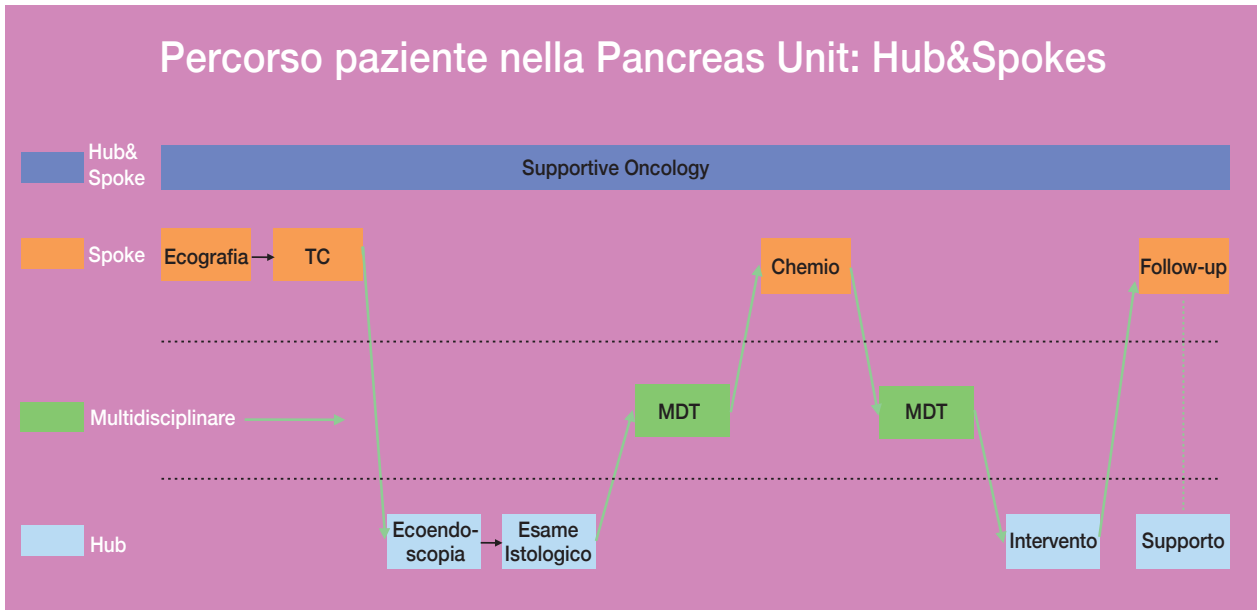 Percorso paziente nella Pancreas Unit: Hub&Spokes
Hub&
Spoke
Supportive Oncology
Spoke
Ecografia
TC
Chemio
Follow-up
Multidisciplinare
MDT
MDT
Hub
Ecoendo-
scopia
Esame
Istologico
Intervento
Supporto